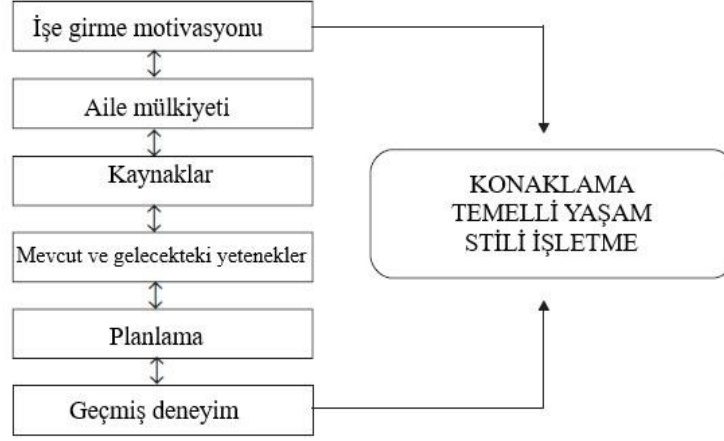 İşe girme motivasyonu
Aile mülkiyeti
Kaynaklar
Mevcut ve gelecekteki yetenekler
Planlama
Geçmiş deneyim
KONAKLAMA
TEMELLİ YAŞAM
STİLİ İŞLETME